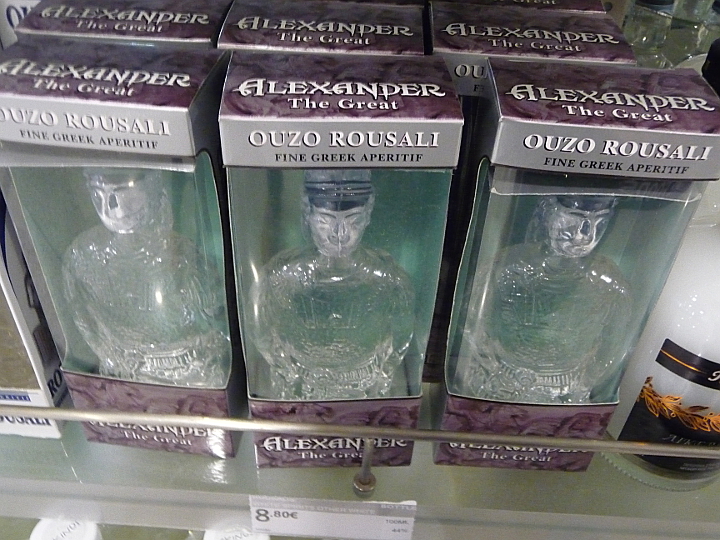 ALEXANDER
The Great
ALEXANDER
The Great
ALEXANDER
The Great
ALEXANDER
The Great
OUZO ROUSALI
FINE GREEK APERITIF
ALEXANDER
The Great
OUZO ROUSALI
FINE GREEK APERITIF
OU
ALEXANDER
The Great
OUZO ROUSALI
FINE GREEK APERITIF
ALEXANDER
The Great
ALEXANDER
The Great
ALEXANDER
The Great
8.80€
700ML